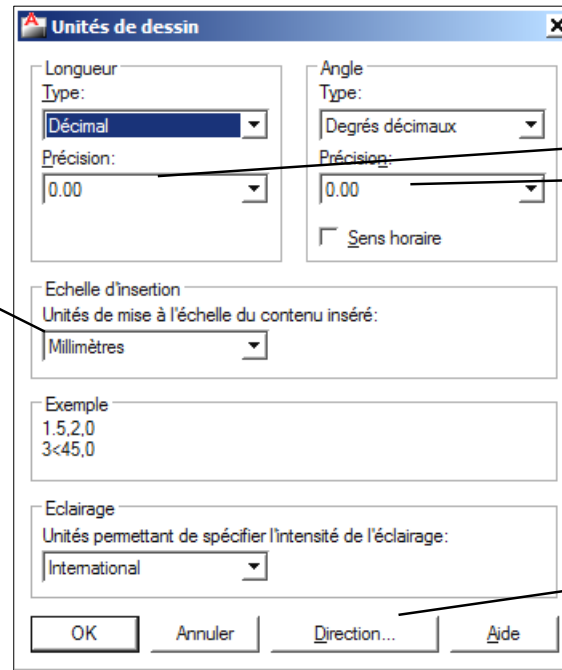 Unités de dessin
Longueur
Type:
Décimal
Précision:
0.00
Angle
Type:
Degrés décimaux
Précision:
0.00
Sens horaire
Echelle d'insertion
Unités de mise à l'échelle du contenu inséré:
Millimètres
Exemple
1.5,2,0
3<45,0
Eclairage
Unités permettant de spécifier l'intensité de l'éclairage:
International
OK Annuler Direction... Aide